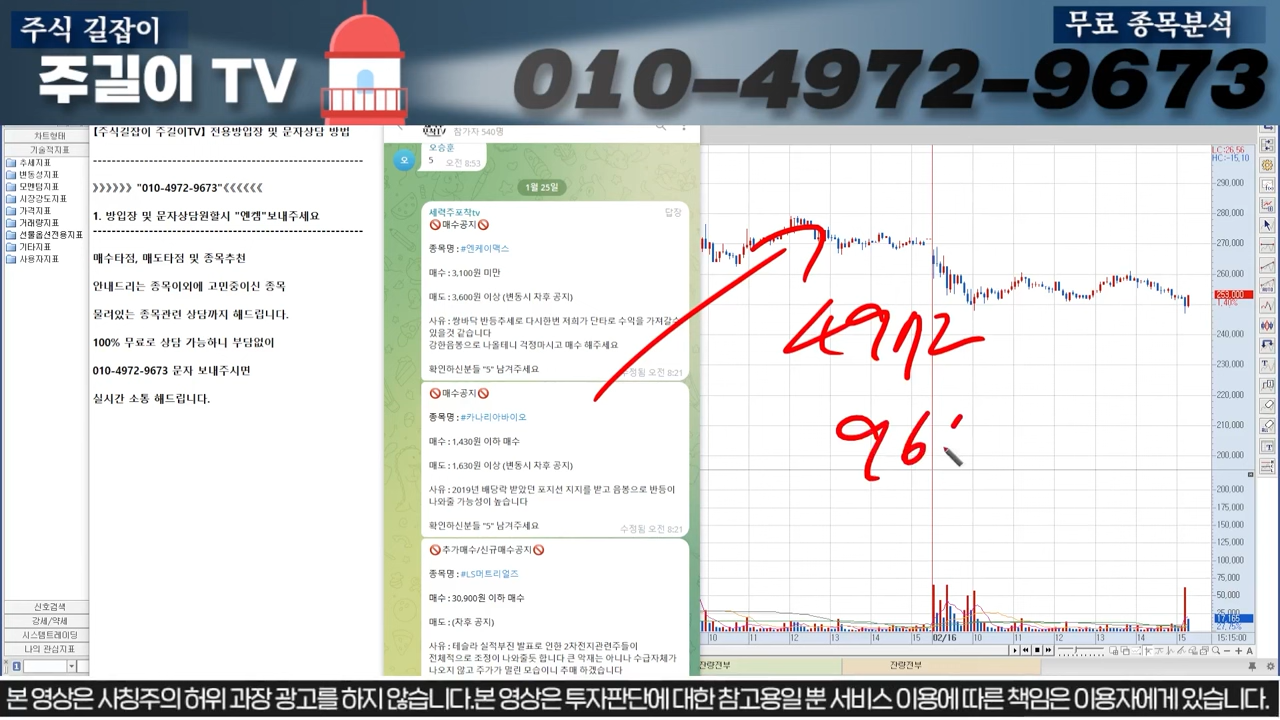 주식 길잡이
주길이 TV
무료 종목분석
010-4972-9673
차트형태
기술적지표
추세지표
변동성지표
모멘텀지표
시장강도지표
가격지표
거래량지표
선물옵션전용지표
기타지표
사용자지표
신호검색
강세/약세
시스템트레이딩
나의 관심지표
[주식길잡이 주길이TV] 전용방입장 및 문자상담 방법
》》》》》》 "010-4972-9673"《《《《《《
1. 방입장 및 문자상담원할시 "엔켐"보내주세요
매수타점, 매도타점 및 종목추천
안내드리는 종목이외에 고민중이신 종목
물려있는 종목관련 상담까지 해드립니다.
100% 무료로 상담 가능하니 부담없이
010-4972-9673 문자 보내주시면
실시간 소통 해드립니다.
참가자 540명
오
오승훈
5 오전 8:53
1월 25일
세력주포착tv 답장
🚫매수공지🚫
종목명 : #엔케이맥스
매수 : 3,100원 미만
매도 : 3,600원 이상 (변동시 차후 공지)
사유 : 쌍바닥 반등추세로 다시한번 저희가 단타로 수익을 가져갈수
있을것 같습니다
강한음봉으로 나올테니 걱정마시고 매수 해주세요
확인하신분들 "5" 남겨주세요
수정됨 오전 8:21
🚫매수공지🚫
종목명 : #카나리아바이오
매수 : 1,430원 이하 매수
매도 : 1,630원 이상 (변동시 차후 공지)
사유 : 2019년 배당락 받았던 포지션 지지를 받고 음봉으로 반등이
나와줄 가능성이 높습니다
확인하신분들 "5" 남겨주세요
수정됨 오전 8:21
🚫추가매수/신규매수공지🚫
종목명 : #LS머트리얼즈
매수 : 30,900원 이하 매수
매도 : (차후 공지)
사유 : 테슬라 실적부진 발표로 인한 2차전지관련주들이
전체적으로 조정이 나와줬습니다 큰 악재는 아니나 수급자체가
나오지 않고 주가가 밀린 모습이니 추매 하겠습니다
4972
96
LC:26,56
HC:-15,10
290,000
280,000
270,000
260,000
253,000
1,40%
240,000
230,000
220,000
210,000
200,000
200,000
175,000
150,000
125,000
100,000
75,000
50,000
25,000
17,165
27,75%
10 11 12 13 14 15 02/16 10 11 12 13 14 15 15:15:00
잔량전부 잔량전부
본 영상은 사칭주의 허위 과장 광고를 하지 않습니다.본 영상은 투자판단에 대한 참고용일 뿐 서비스 이용에 따른 책임은 이용자에게 있습니다.